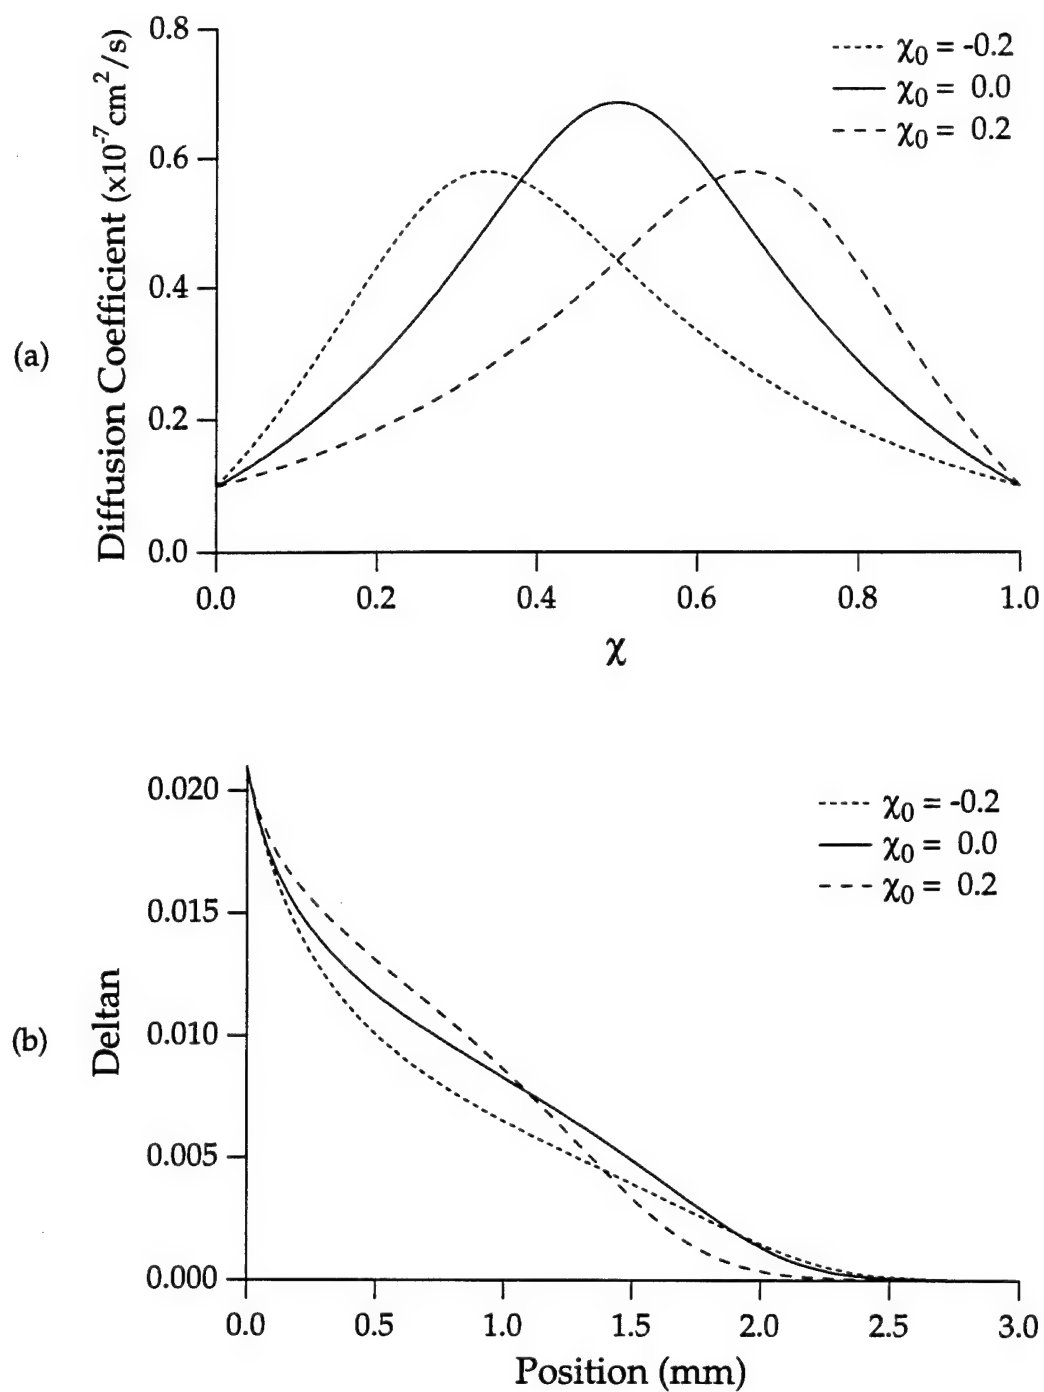 (a)
Diffusion Coefficient (x10⁻⁷cm²/s)
0.8
0.6
0.4
0.2
0.0
0.0 0.2 0.4 0.6 0.8 1.0
χ
χ₀ = -0.2
χ₀ = 0.0
χ₀ = 0.2
(b)
Deltan
0.020
0.015
0.010
0.005
0.000
0.0 0.5 1.0 1.5 2.0 2.5 3.0
Position (mm)
χ₀ = -0.2
χ₀ = 0.0
χ₀ = 0.2